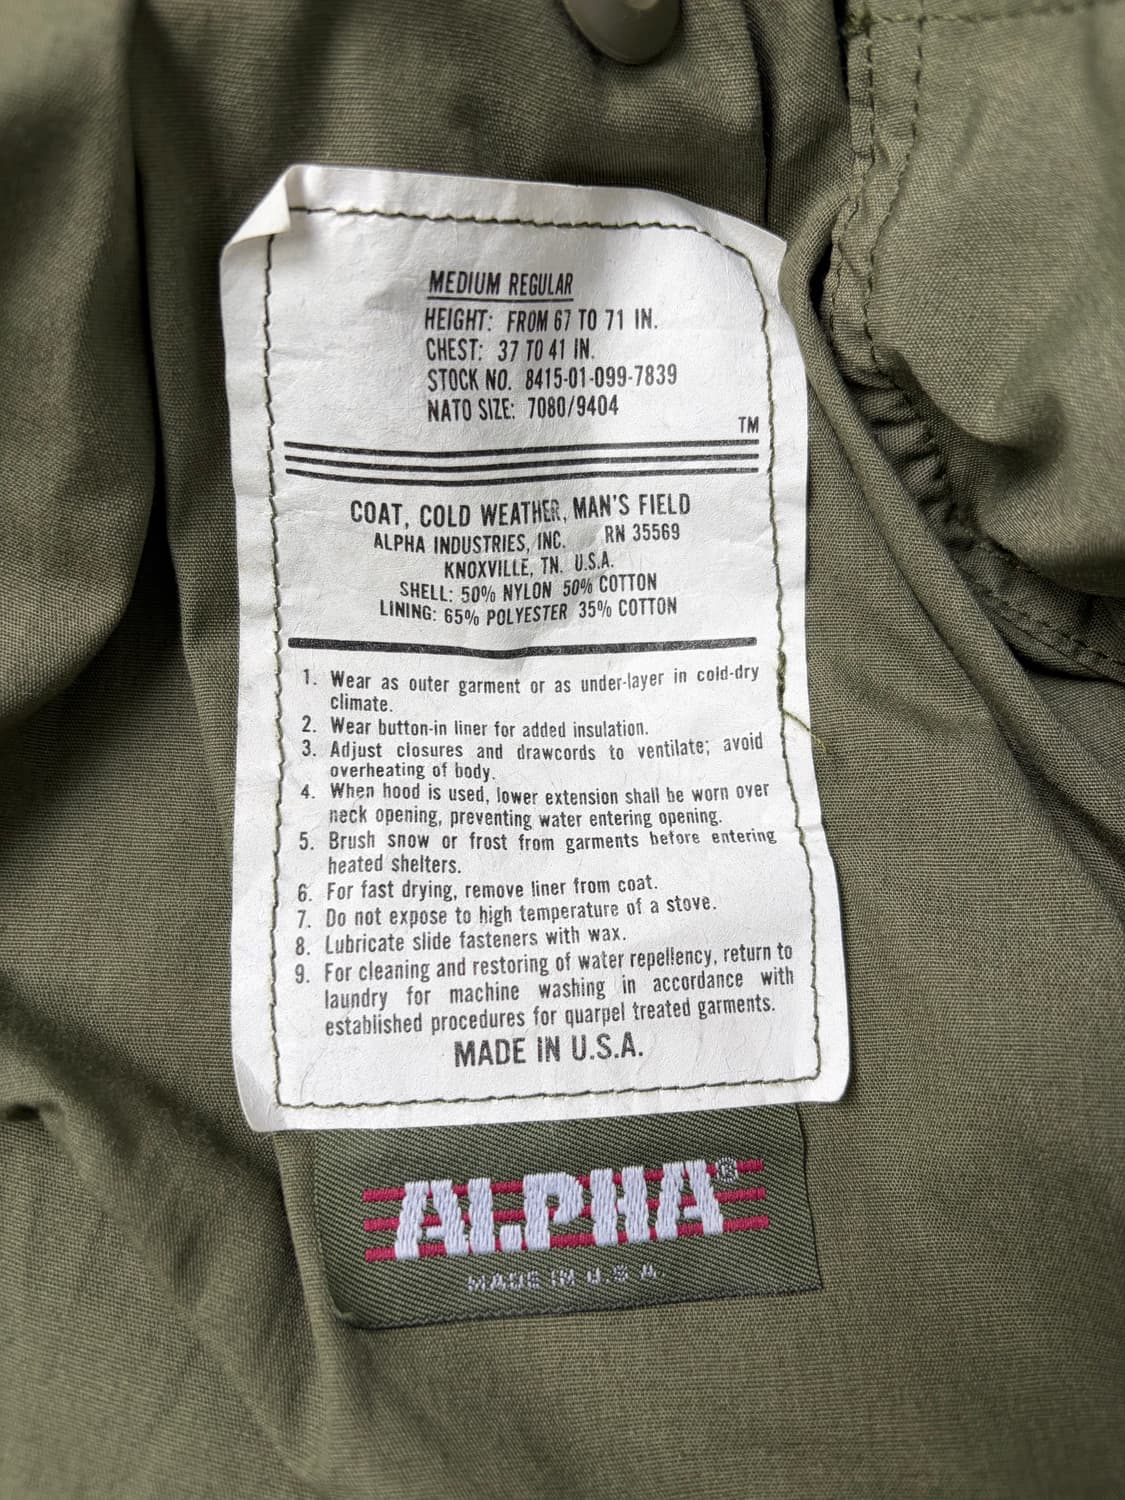 MEDIUM REGULAR
HEIGHT: FROM 67 TO 71 IN.
CHEST: 37 TO 41 IN.
STOCK NO. 8415-01-099-7839
NATO SIZE: 7080/9404
TM
COAT, COLD WEATHER, MAN'S FIELD
ALPHA INDUSTRIES, INC. RN 35569
KNOXVILLE, TN. U.S.A.
SHELL: 50% NYLON 50% COTTON
LINING: 65% POLYESTER 35% COTTON
1. Wear as outer garment or as under-layer in cold-dry
climate.
2. Wear button-in liner for added insulation.
3. Adjust closures and drawcords to ventilate; avoid
overheating of body.
4. When hood is used, lower extension shall be worn over
neck opening, preventing water entering opening.
5. Brush snow or frost from garments before entering
heated shelters.
6. For fast drying, remove liner from coat.
7. Do not expose to high temperature of a stove.
8. Lubricate slide fasteners with wax.
9. For cleaning and restoring of water repellency, return to
laundry for machine washing in accordance with
established procedures for quarpel treated garments.
MADE IN U.S.A.
ALPHA®
MADE IN U.S.A.